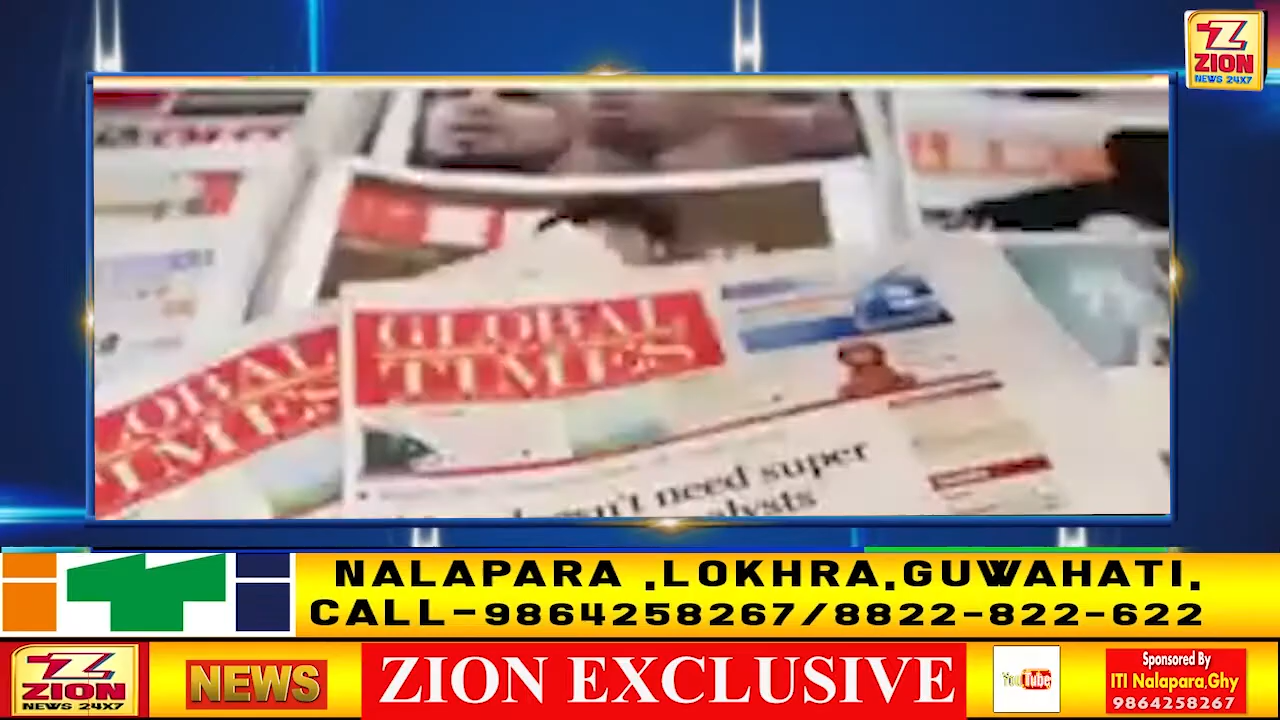 Z
ZION
NEWS 24X7
GLOBAL
TIMES
GLOBAL
TIMES
need super
NALAPARA ,LOKHRA,GUWAHATI.
CALL-9864258267/8822-822-622
Z
ZION
NEWS 24X7
NEWS
ZION EXCLUSIVE
YouTube
Sponsored By
ITI Nalapara,Ghy
9864258267